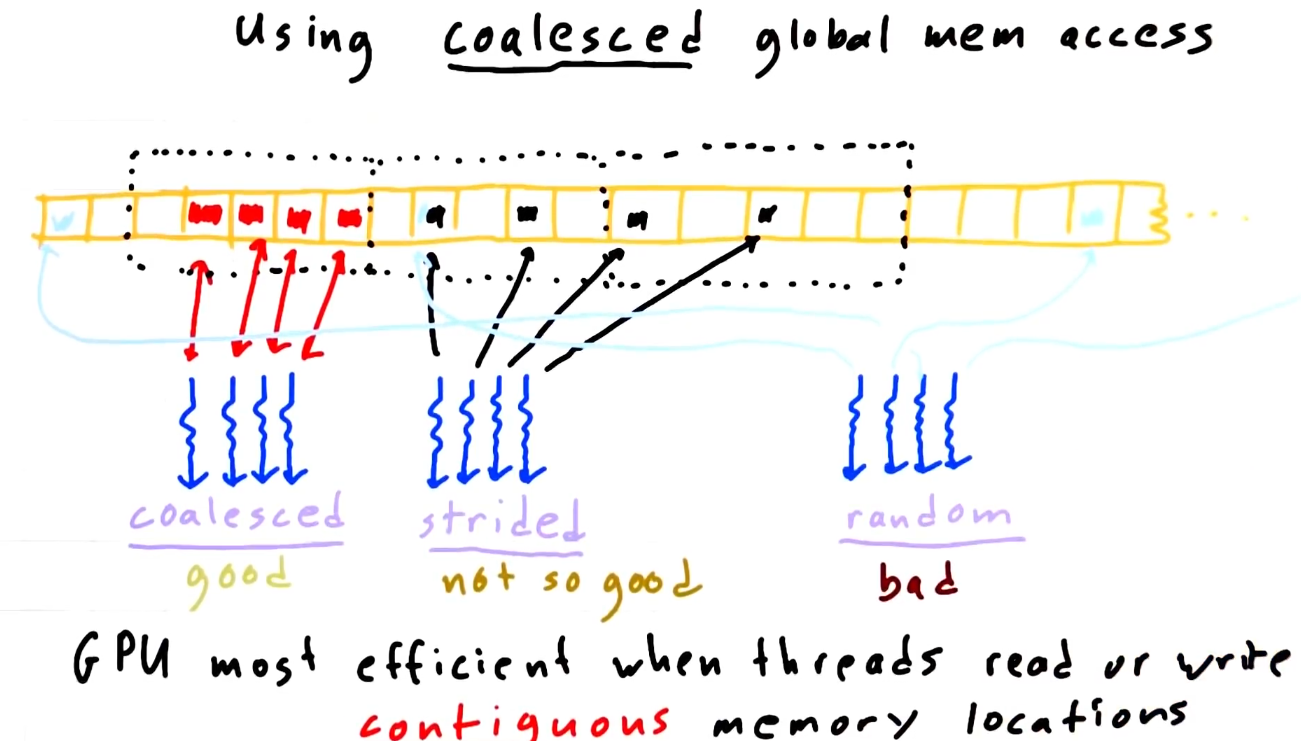 Using coalesced global mem access
coalesced strided random
good not so good bad
GPU most efficient when threads read or write
contiguous memory locations